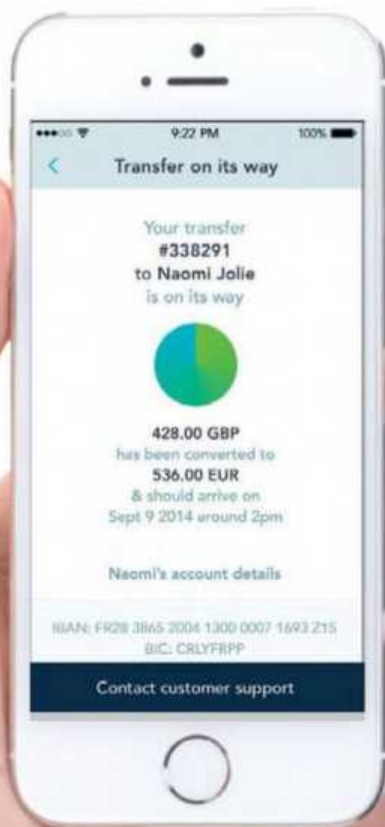 9:22 PM 100%
Transfer on its way
Your transfer
#338291
to Naomi Jolie
is on its way
428.00 GBP
has been converted to
536.00 EUR
& should arrive on
Sept 9 2014 around 2pm
Naomi's account details
IBAN: FR28 3865 2004 1300 0007 1693 Z15
BIC: CRLYFRPP
Contact customer support